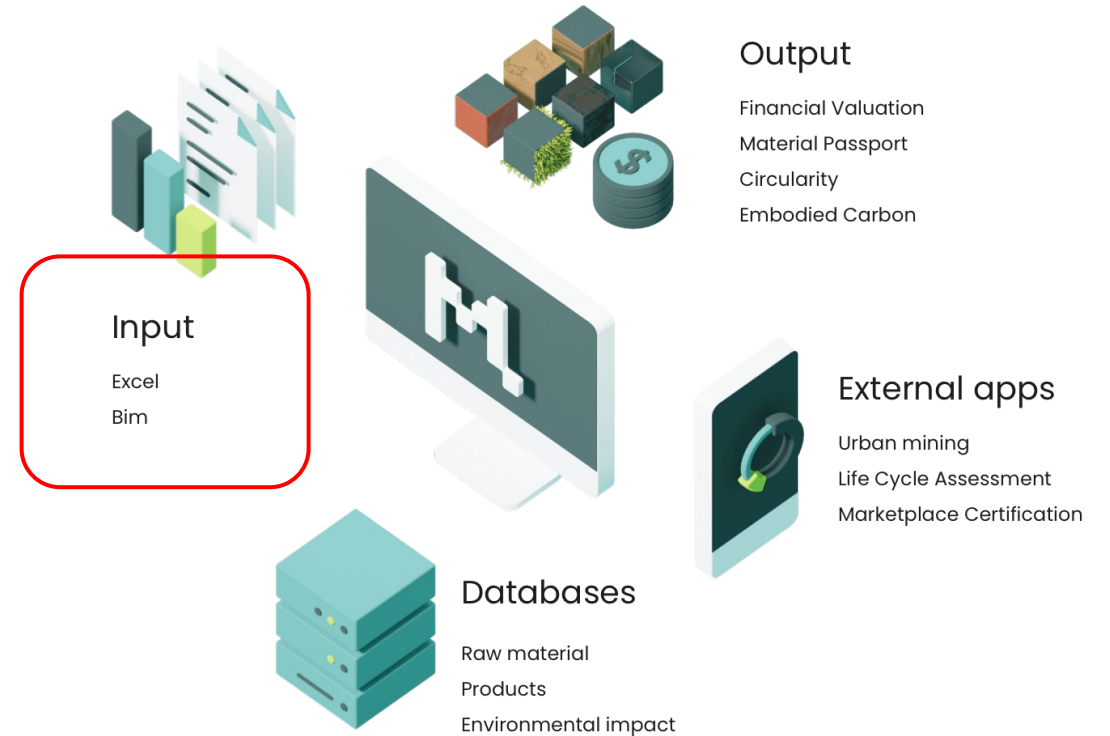 Output
Financial Valuation
Material Passport
Circularity
Embodied Carbon
Input
Excel
Bim
External apps
Urban mining
Life Cycle Assessment
Marketplace Certification
Databases
Raw material
Products
Environmental impact